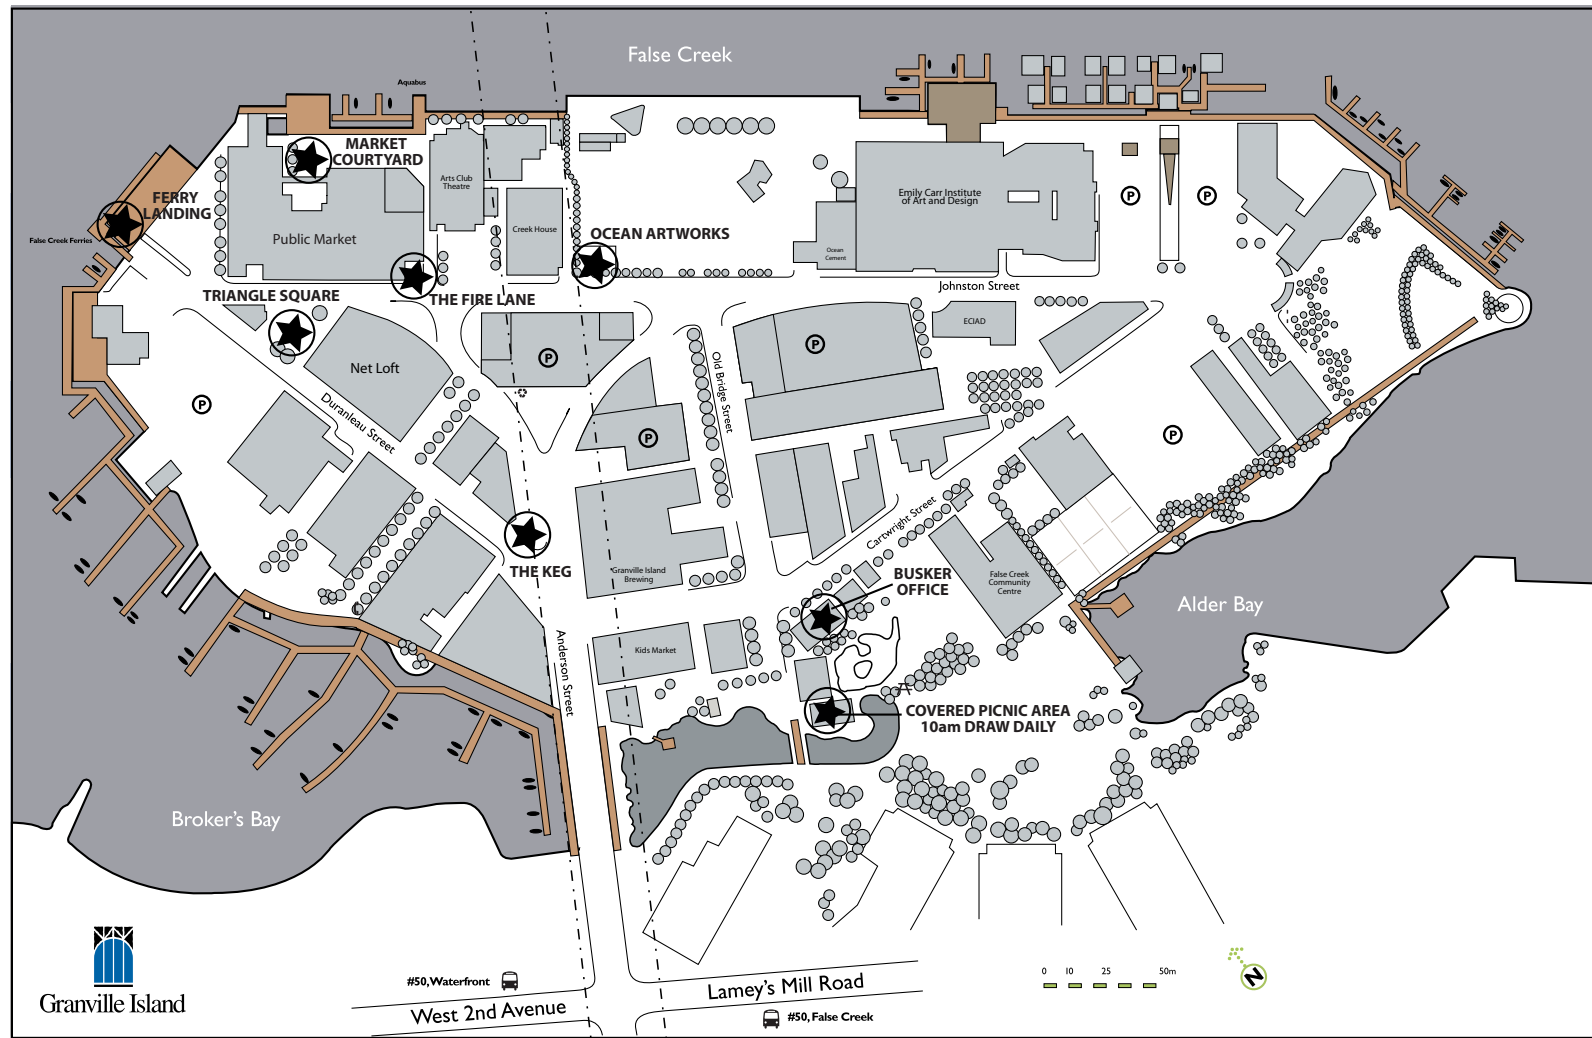 False Creek
Aquabus
MARKET
COURTYARD
FERRY
LANDING
False Creek Ferries
Arts Club
Theatre
Public Market
Creek House
OCEAN ARTWORKS
Emily Carr Institute
of Art and Design
Ocean
Cement
P
P
Johnston Street
TRIANGLE SQUARE
THE FIRE LANE
ECIAD
Net Loft
P
P
P
P
P
Duranleau Street
Old Bridge Street
Cartwright Street
THE KEG
Granville Island
Brewing
BUSKER
OFFICE
False Creek
Community
Centre
Alder Bay
Anderson Street
Kids Market
COVERED PICNIC AREA
10am DRAW DAILY
Broker's Bay
Granville Island
#50, Waterfront
West 2nd Avenue
Lamey's Mill Road
#50, False Creek
0 10 25 50m
N